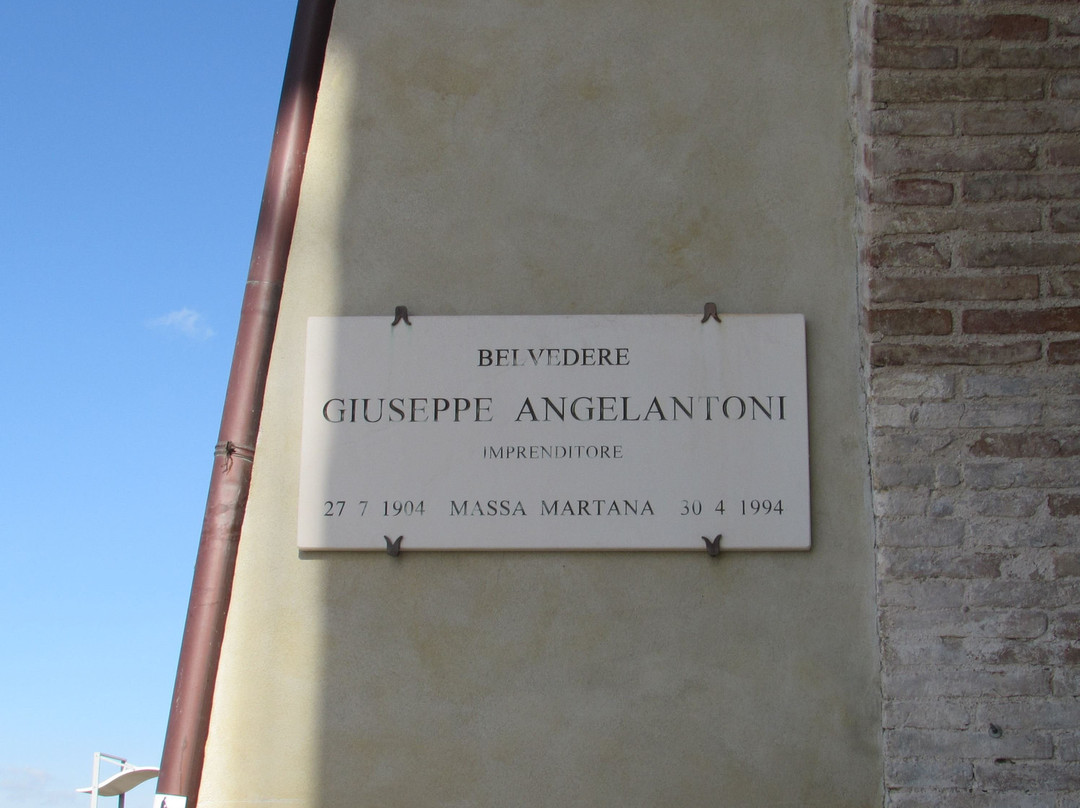 BELVEDERE
GIUSEPPE ANGELANTONI
IMPRENDITORE
27 7 1904 MASSA MARTANA 30 4 1994